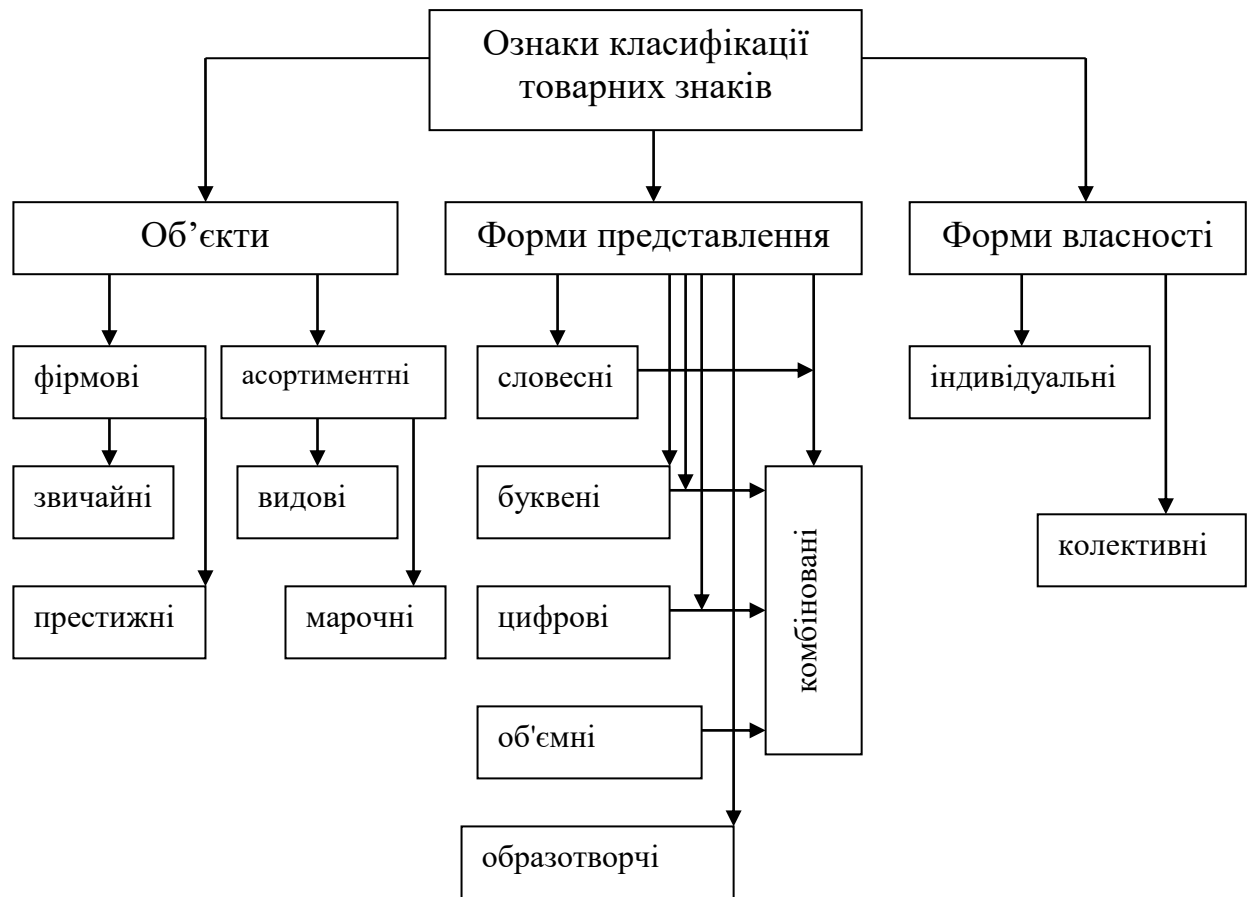 Ознаки класифікації
товарних знаків
Об’єкти
Форми представлення
Форми власності
фірмові
асортиментні
словесні
індивідуальні
звичайні
видові
буквені
комбіновані
колективні
престижні
марочні
цифрові
об'ємні
образотворчі